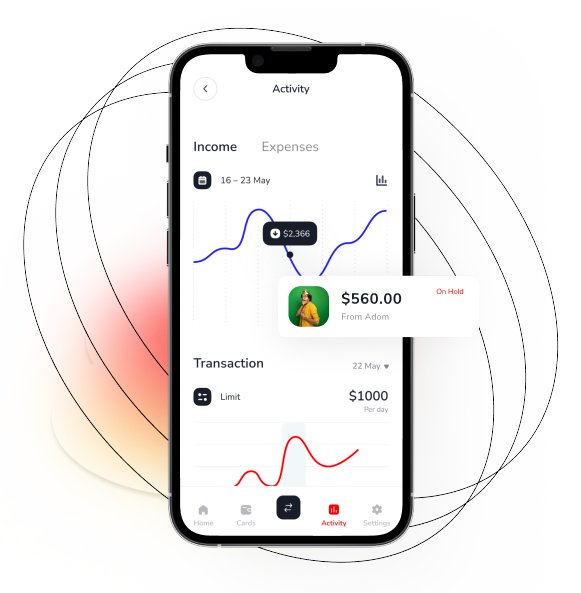 Activity
Income Expenses
16 – 23 May
$2,366
$560.00
On Hold
From Adom
Transaction
22 May
Limit
$1000
Per day
Home Cards Activity Settings